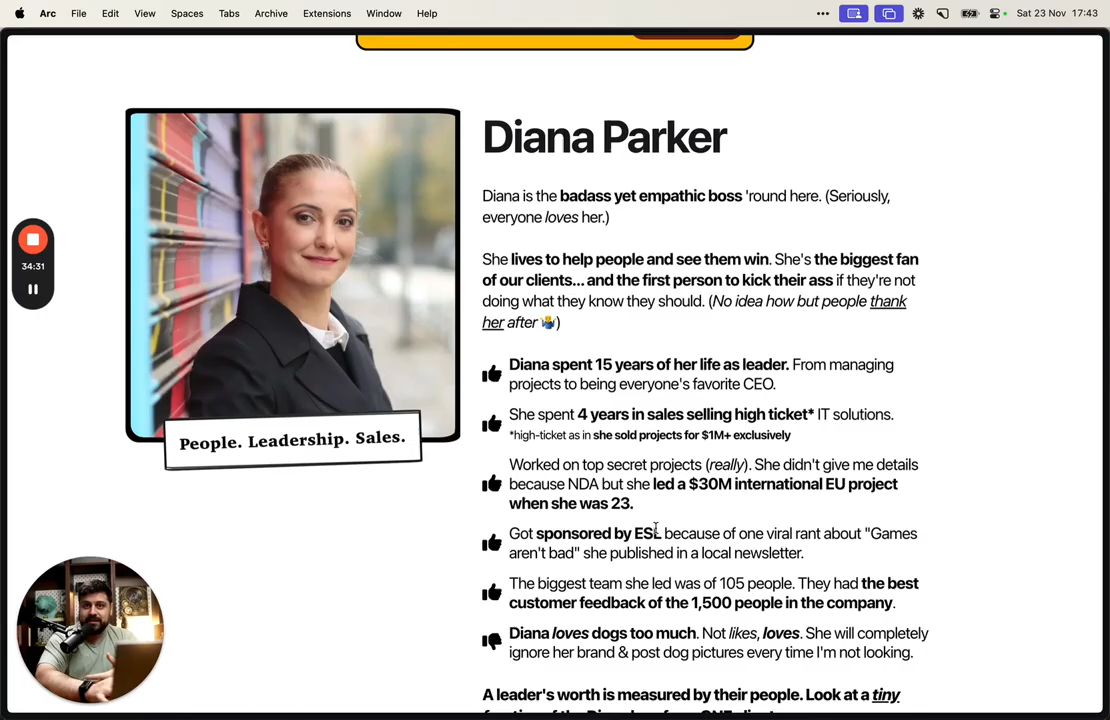 Arc File Edit View Spaces Tabs Archive Extensions Window Help Sat 23 Nov 17:43
Diana Parker
Diana is the badass yet empathic boss 'round here. (Seriously,
everyone loves her.)
She lives to help people and see them win. She's the biggest fan
of our clients... and the first person to kick their ass if they're not
doing what they know they should. (No idea how but people thank
her after 🤷‍♂️)
34:31
Diana spent 15 years of her life as leader. From managing
projects to being everyone's favorite CEO.
She spent 4 years in sales selling high ticket* IT solutions.
*high-ticket as in she sold projects for $1M+ exclusively
People. Leadership. Sales.
Worked on top secret projects (really). She didn't give me details
because NDA but she led a $30M international EU project
when she was 23.
Got sponsored by ESL because of one viral rant about "Games
aren't bad" she published in a local newsletter.
The biggest team she led was of 105 people. They had the best
customer feedback of the 1,500 people in the company.
Diana loves dogs too much. Not likes, loves. She will completely
ignore her brand & post dog pictures every time I'm not looking.
A leader's worth is measured by their people. Look at a tiny